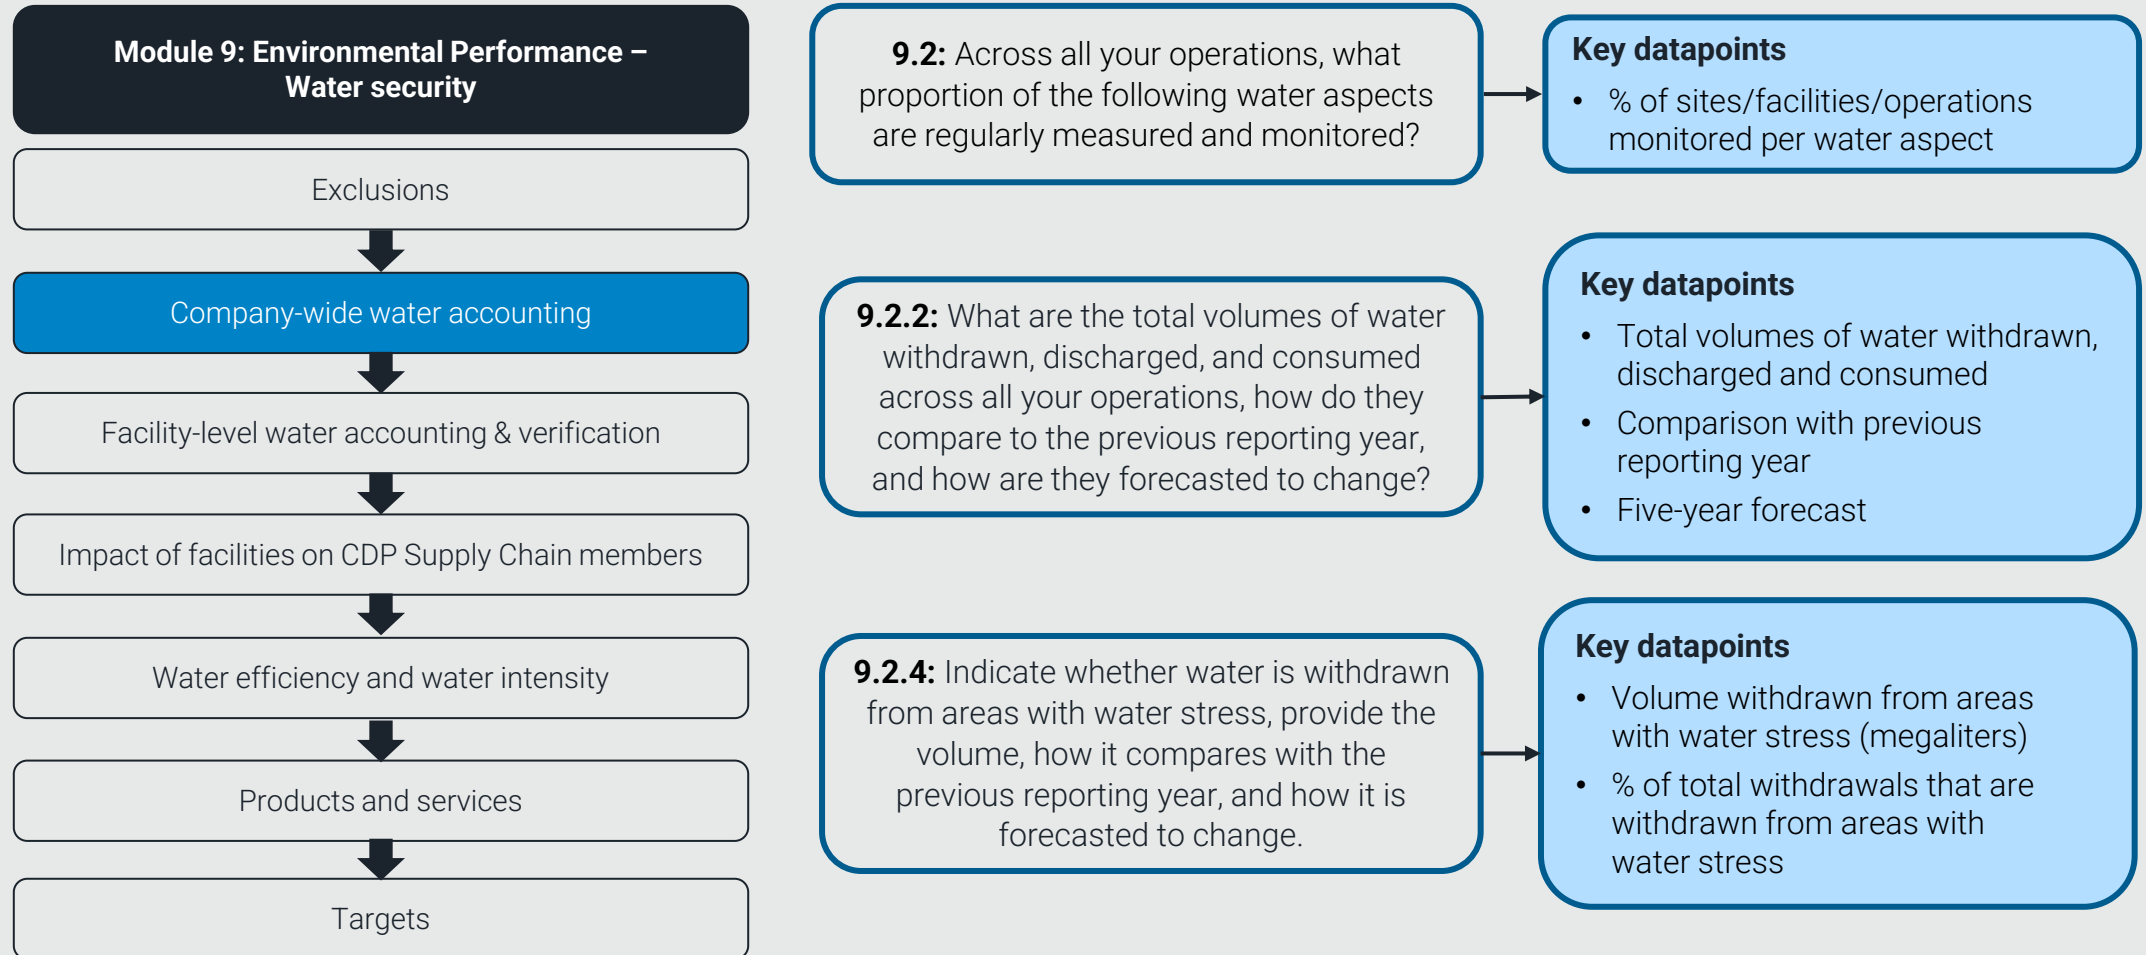 Module 9: Environmental Performance –
Water security
Exclusions
Company-wide water accounting
Facility-level water accounting & verification
Impact of facilities on CDP Supply Chain members
Water efficiency and water intensity
Products and services
Targets
9.2: Across all your operations, what
proportion of the following water aspects
are regularly measured and monitored?
Key datapoints
• % of sites/facilities/operations
monitored per water aspect
9.2.2: What are the total volumes of water
withdrawn, discharged, and consumed
across all your operations, how do they
compare to the previous reporting year,
and how are they forecasted to change?
Key datapoints
• Total volumes of water withdrawn,
discharged and consumed
• Comparison with previous
reporting year
• Five-year forecast
9.2.4: Indicate whether water is withdrawn
from areas with water stress, provide the
volume, how it compares with the
previous reporting year, and how it is
forecasted to change.
Key datapoints
• Volume withdrawn from areas
with water stress (megaliters)
• % of total withdrawals that are
withdrawn from areas with
water stress